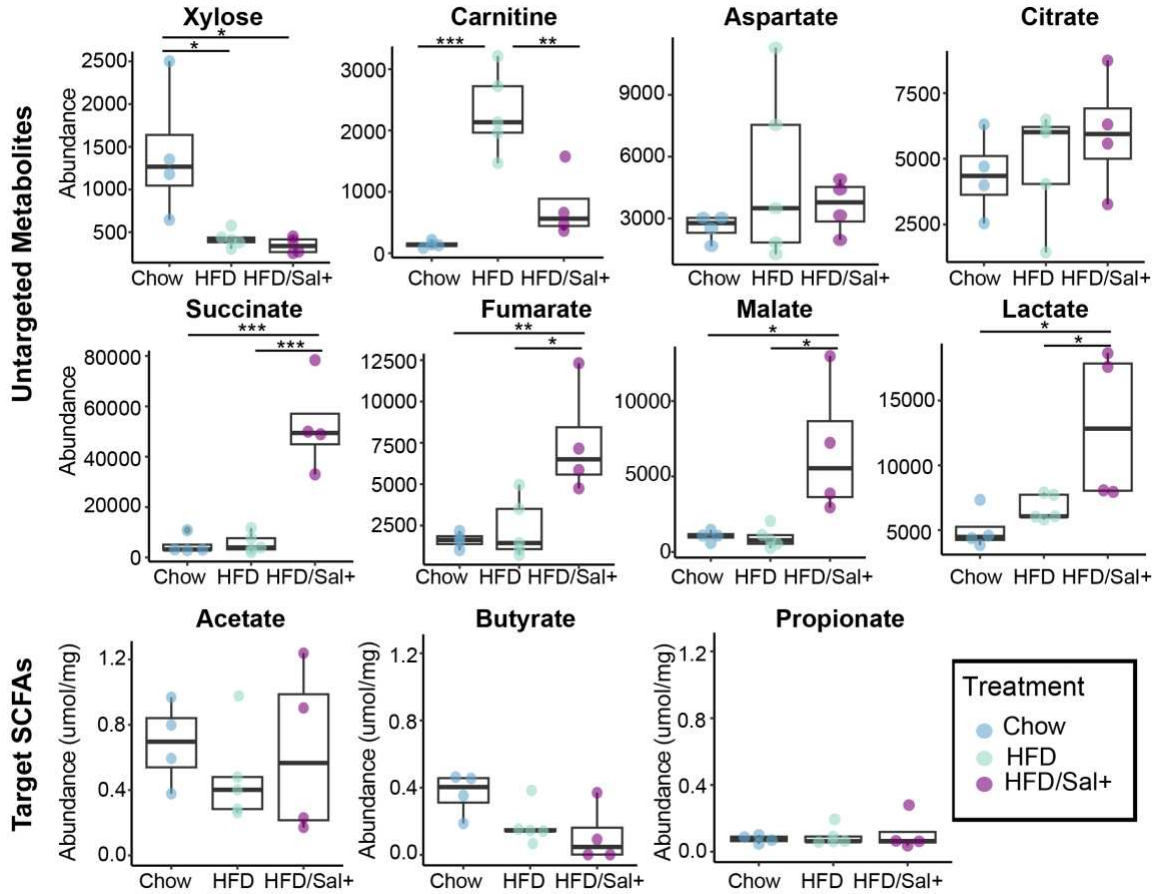 Xylose Carnitine Aspartate Citrate
* *** ** 
*
Untargeted Metabolites
Abundance
2500
2000
1500
1000
500
3000
2000
1000
0
9000
6000
3000
7500
5000
2500
Chow HFD HFD/Sal+ Chow HFD HFD/Sal+ Chow HFD HFD/Sal+ Chow HFD HFD/Sal+
Succinate Fumarate Malate Lactate
*** ** * *
*** * * *
Abundance
80000
60000
40000
20000
0
12500
10000
7500
5000
2500
10000
5000
0
15000
10000
5000
Chow HFD HFD/Sal+ Chow HFD HFD/Sal+ Chow HFD HFD/Sal+ Chow HFD HFD/Sal+
Acetate Butyrate Propionate
Target SCFAs
Abundance (umol/mg)
1.2
0.8
0.4
0.0
Abundance (umol/mg)
1.2
0.8
0.4
0.0
Abundance (umol/mg)
1.2
0.8
0.4
0.0
Chow HFD HFD/Sal+ Chow HFD HFD/Sal+ Chow HFD HFD/Sal+
Treatment
Chow
HFD
HFD/Sal+